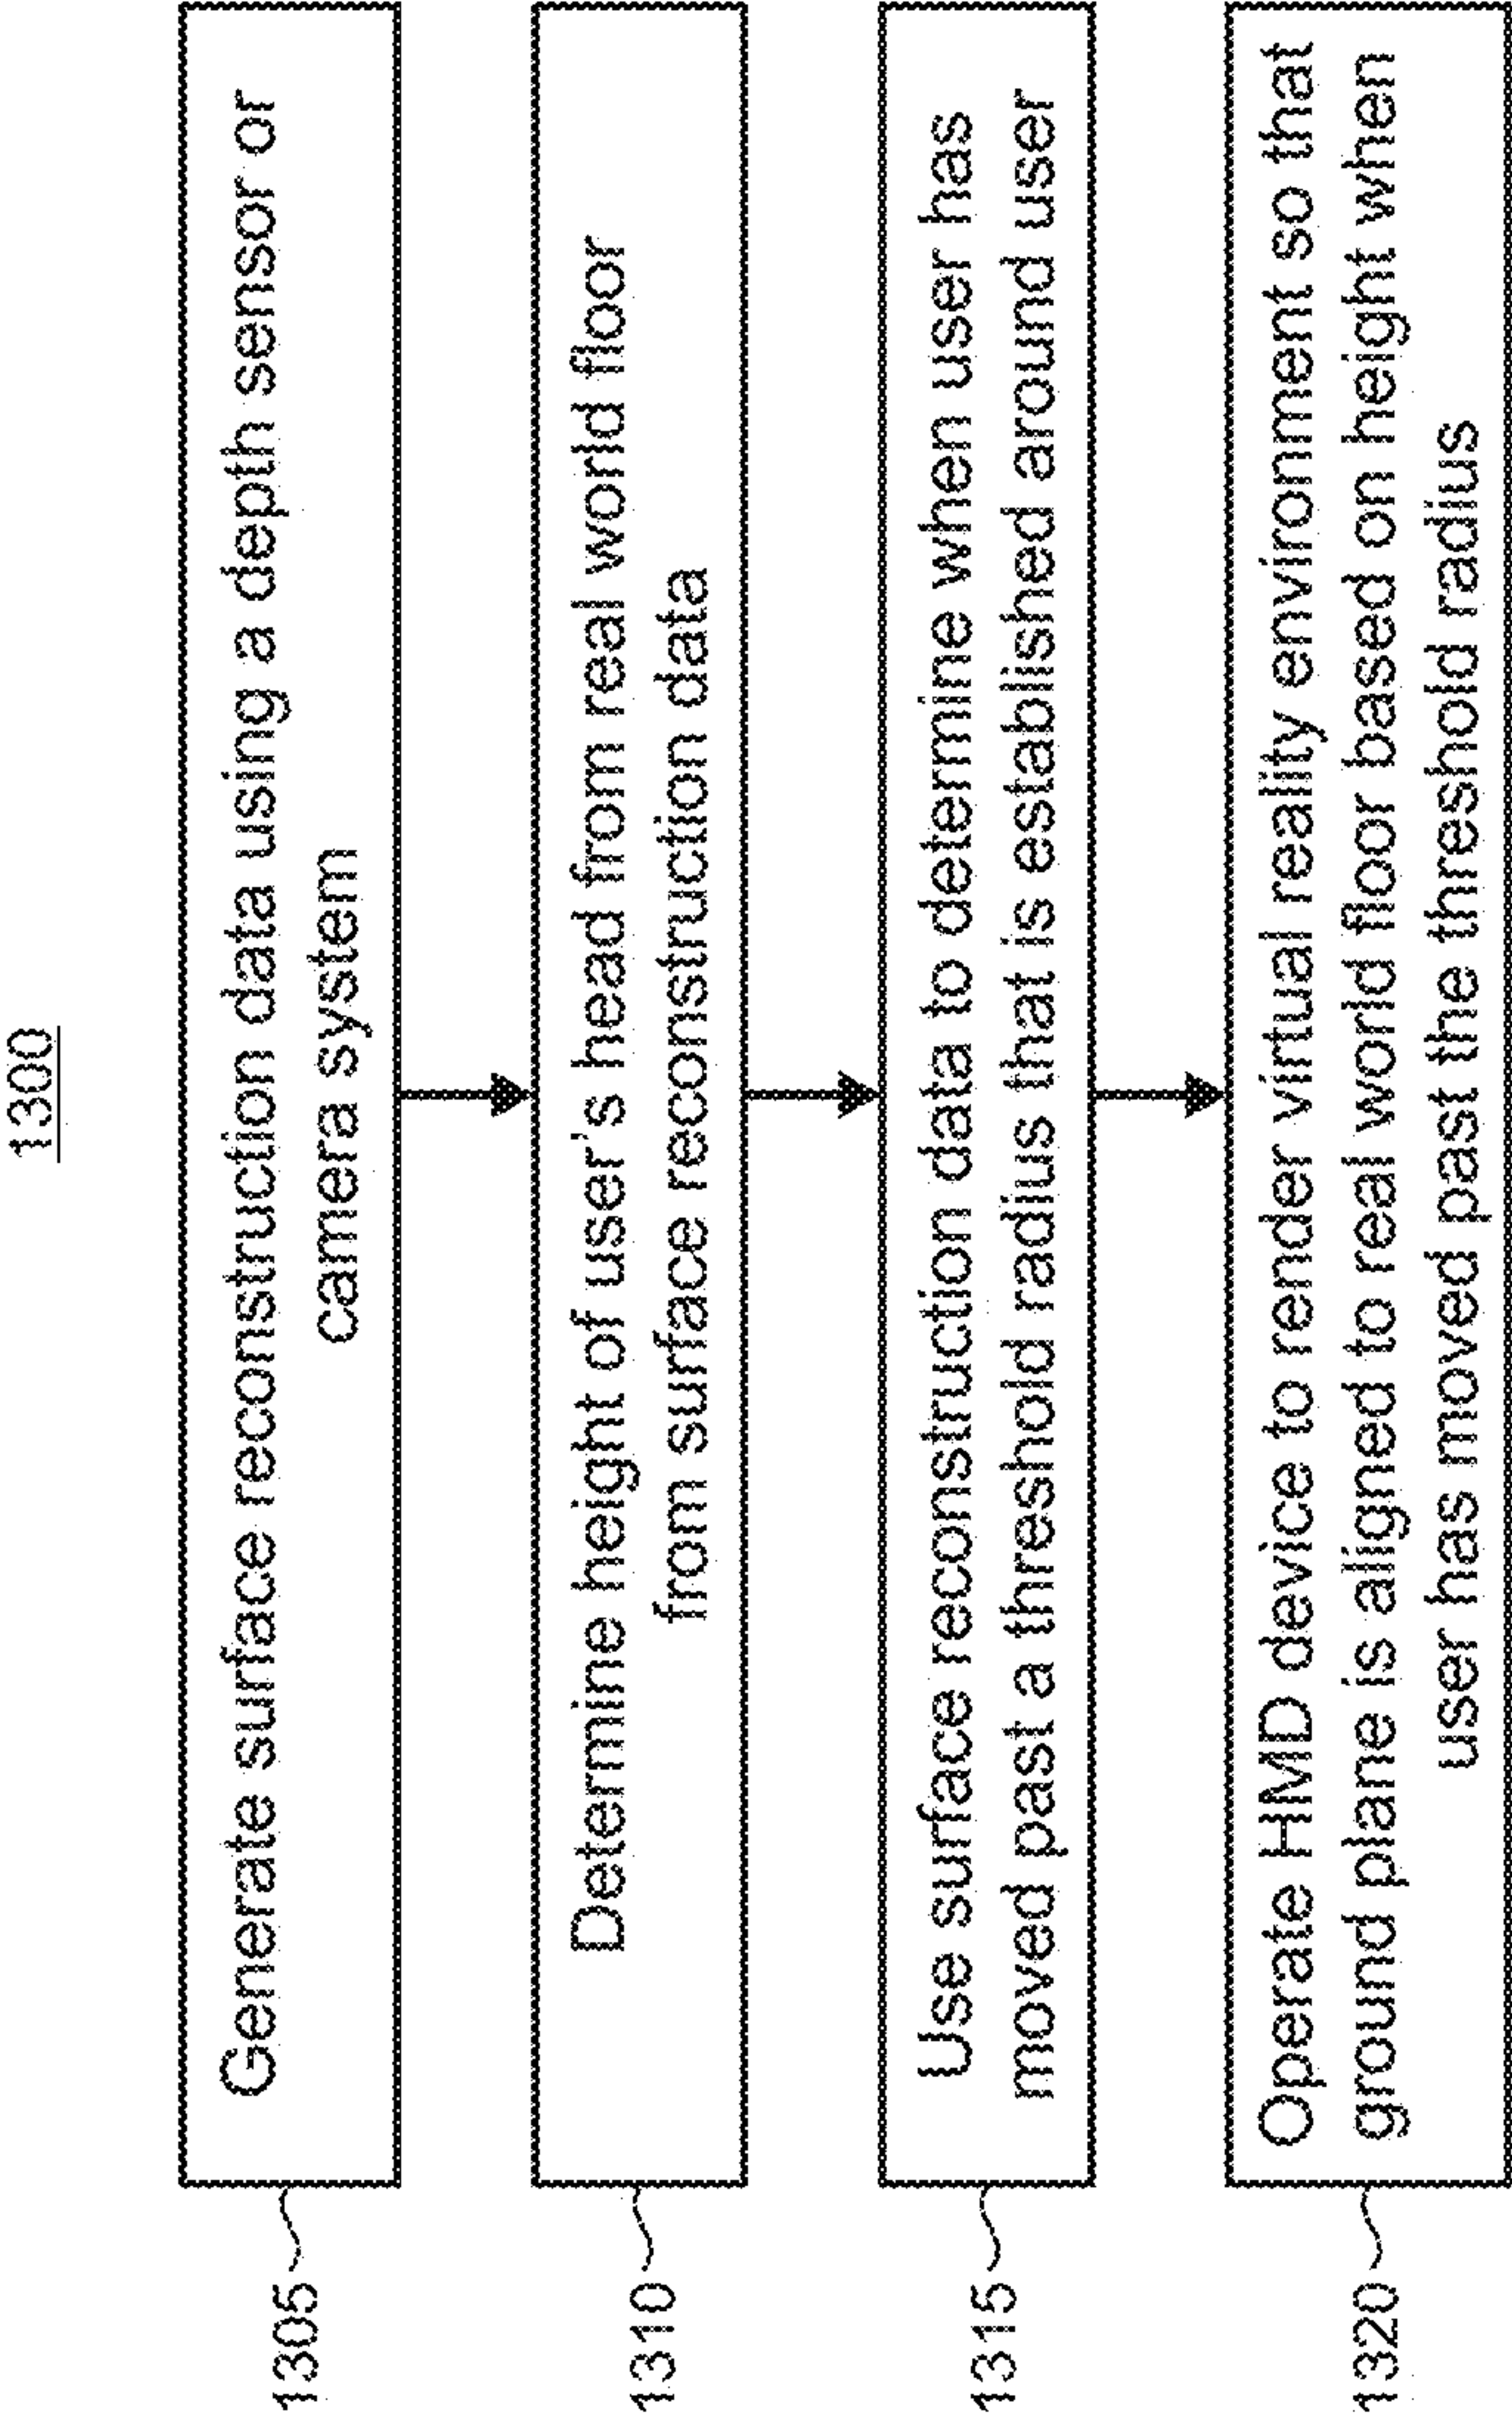 1300
1305
Generate surface reconstruction data using a depth sensor or
camera system
1310
Determine height of user's head from real world floor
from surface reconstruction data
1315
Use surface reconstruction data to determine when user has
moved past a threshold radius that is established around user
1320
Operate HMD device to render virtual reality environment so that
ground plane is aligned to real world floor based on height when
user has moved past the threshold radius